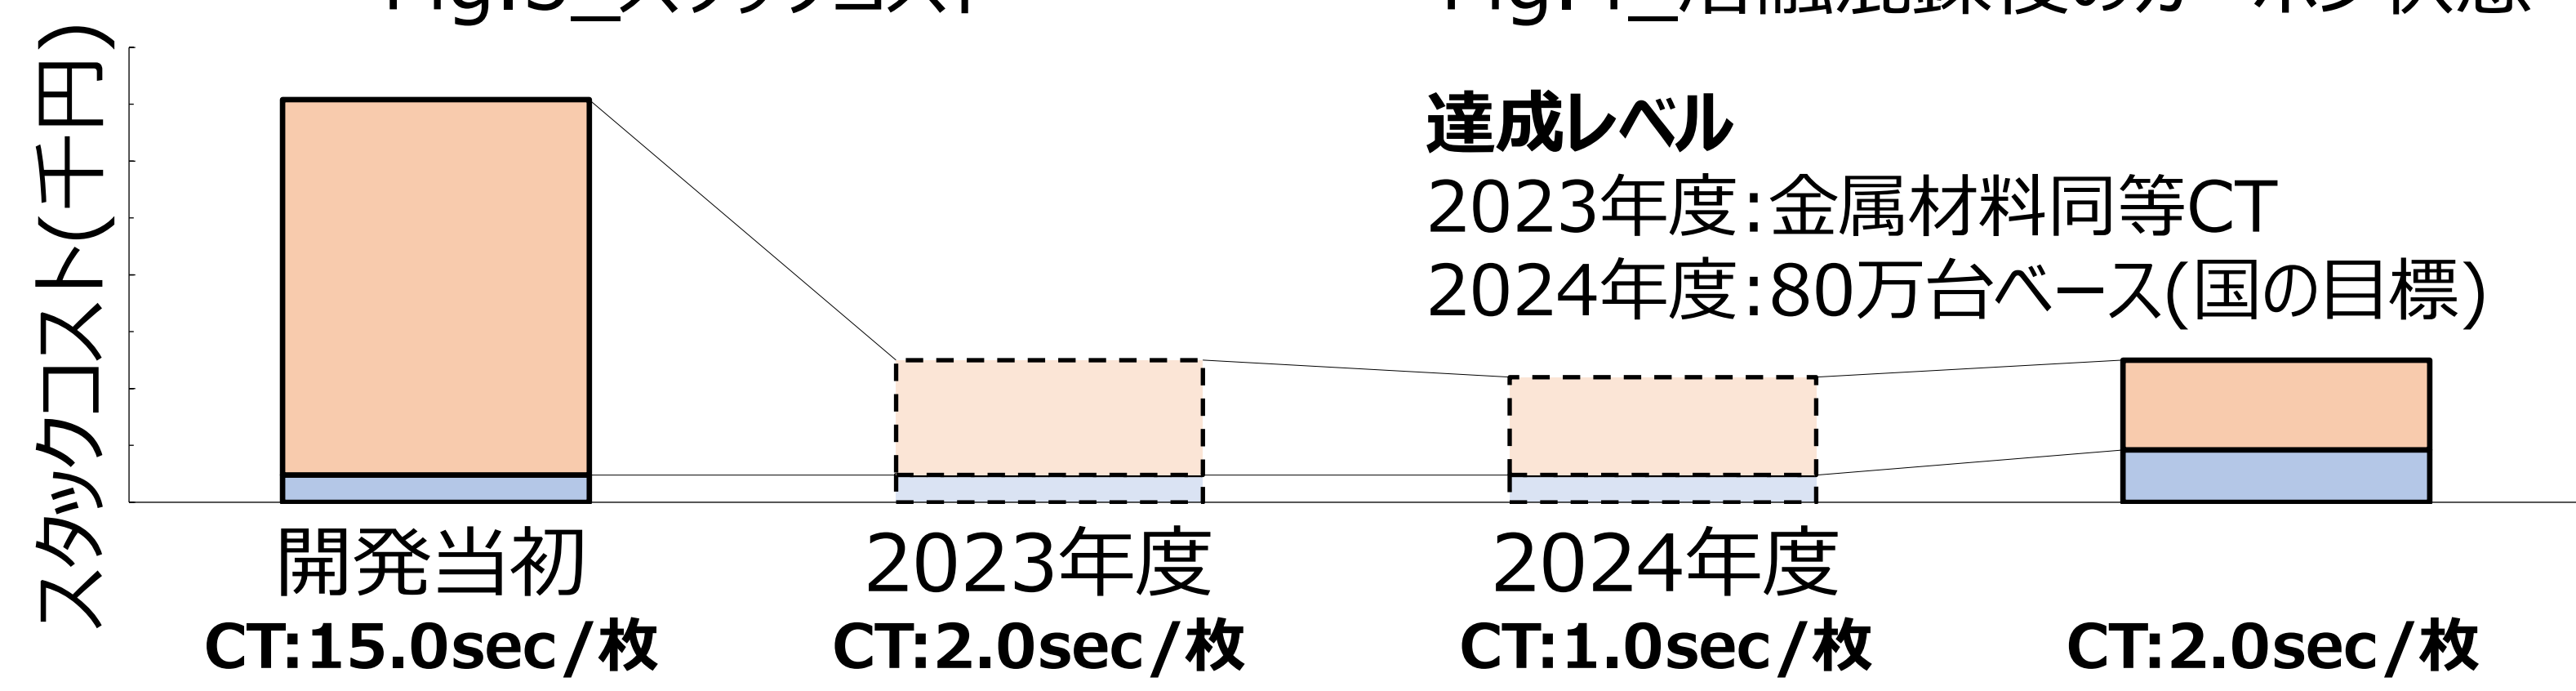 スタックコスト(千円)
達成レベル
2023年度:金属材料同等CT
2024年度:80万台ベース(国の目標)
開発当初
2023年度
2024年度
CT:15.0sec/枚
CT:2.0sec/枚
CT:1.0sec/枚
CT:2.0sec/枚